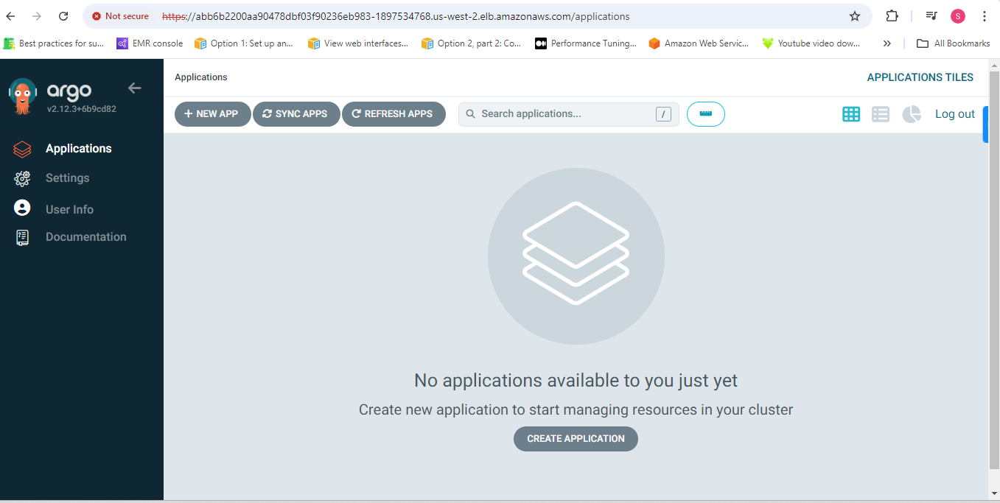 Not secure https://abb6b2200aa90478dbf03f90236eb983-1897534768.us-west-2.elb.amazonaws.com/applications S
Best practices for su... EMR console Option 1: Set up an... View web interfaces... Option 2, part 2: Co... Performance Tuning... Amazon Web Servic... Youtube video dow... » All Bookmarks
argo
v2.12.3+6b9cd82
Applications
Settings
User Info
Documentation
Applications APPLICATIONS TILES
+ NEW APP SYNC APPS REFRESH APPS Search applications... / Log out
No applications available to you just yet
Create new application to start managing resources in your cluster
CREATE APPLICATION